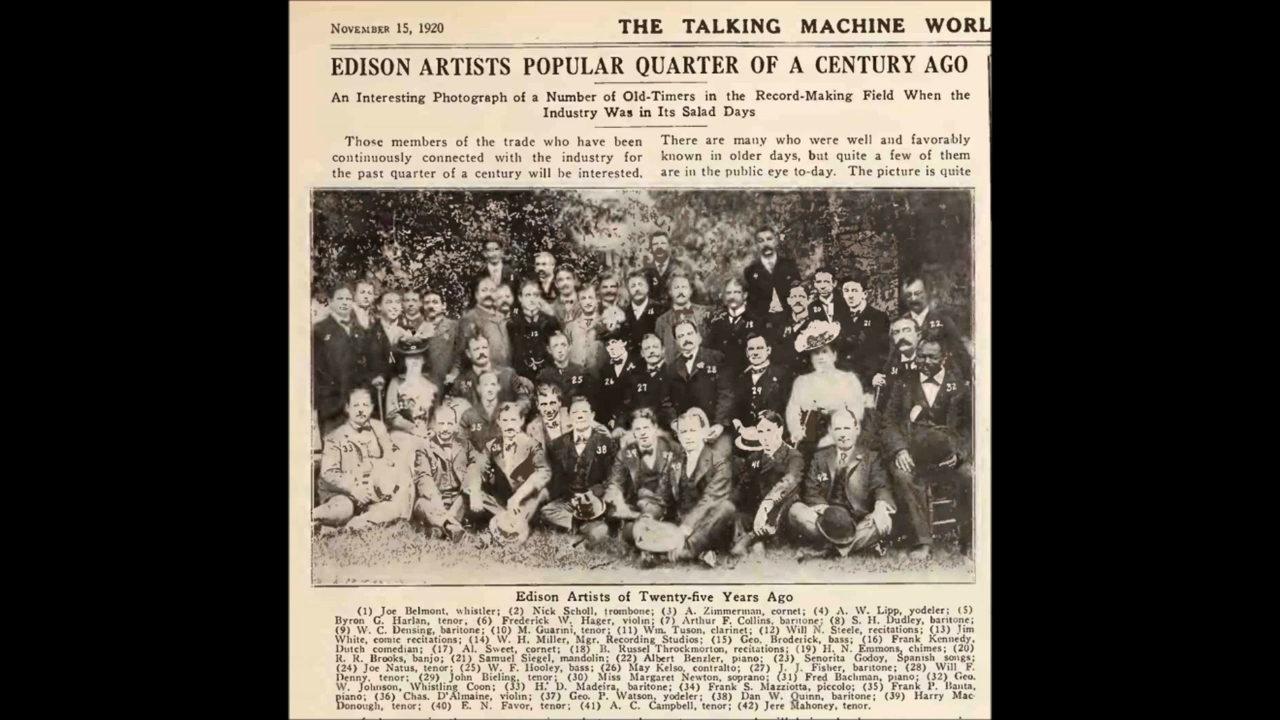 NOVEMBER 15, 1920
THE TALKING MACHINE WORL
EDISON ARTISTS POPULAR QUARTER OF A CENTURY AGO
An Interesting Photograph of a Number of Old-Timers in the Record-Making Field When the
Industry Was in Its Salad Days
Those members of the trade who have been
continuously connected with the industry for
the past quarter of a century will be interested,
There are many who were well and favorably
known in older days, but quite a few of them
are in the public eye to-day. The picture is quite
Edison Artists of Twenty-five Years Ago
(1) Joe Belmont, whistler; (2) Nick Scholl, trombone; (3) A. Zimmerman, cornet; (4) A. W. Lipp, yodeler; (5)
Byron G. Harlan, tenor, (6) Frederick W. Hager, violin; (7) Arthur F. Collins, baritone; (8) S. H. Dudley, baritone;
(9) W. C. Densing, baritone; (10) M. Guarini, tenor; (11) Wm. Tuson, clarinet; (12) Will N. Steele, recitations; (13) Jim
White, comic recitations; (14) W. H. Miller, Mgr. Recording Studios; (15) Geo. Broderick, bass; (16) Frank Kennedy,
Dutch comedian; (17) Al. Sweet, cornet; (18) B. Russel Throckmorton, recitations; (19) H. N. Emmons, chimes; (20)
R. R. Brooks, banjo; (21) Samuel Siegel, mandolin; (22) Albert Benzler, piano; (23) Senorita Godoy, Spanish songs;
(24) Joe Natus, tenor; (25) W. F. Hooley, bass; (26) May Kelso, contralto; (27) J. J. Fisher, baritone; (28) Will F.
Denny, tenor; (29) John Bieling, tenor; (30) Miss Margaret Newton, soprano; (31) Fred Bachman, piano; (32) Geo.
W. Johnson, Whistling Coon; (33) H. D. Madeira, baritone; (34) Frank S. Mazziotta, piccolo; (35) Frank P. Banta,
piano; (36) Chas. D'Almaine, violin; (37) Geo. P. Watson, yodeler; (38) Dan W. Quinn, baritone; (39) Harry Mac-
Donough, tenor; (40) E. N. Favor, tenor; (41) A. C. Campbell, tenor; (42) Jere Mahoney, tenor.